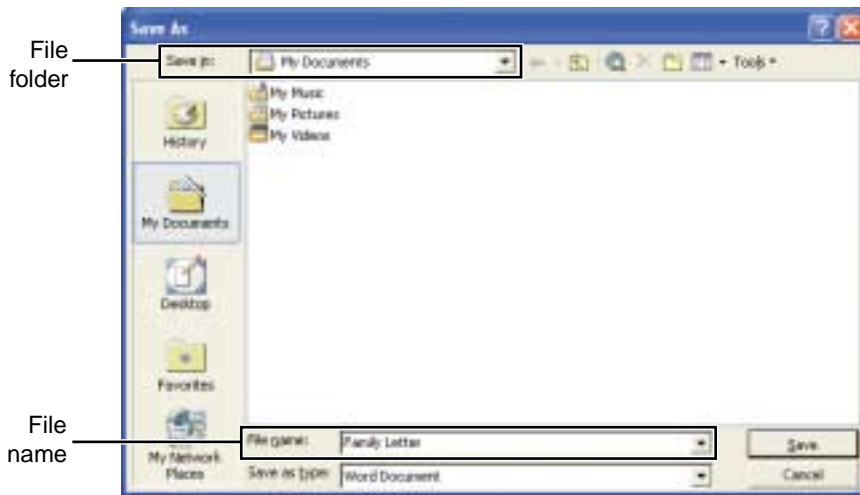 Save As
File
folder
Save in: My Documents Tools
My Music
My Pictures
My Videos
History
My Documents
Desktop
Favorites
My Network
Places
File
name
File name: Family Letter Save
Save as type: Word Document Cancel